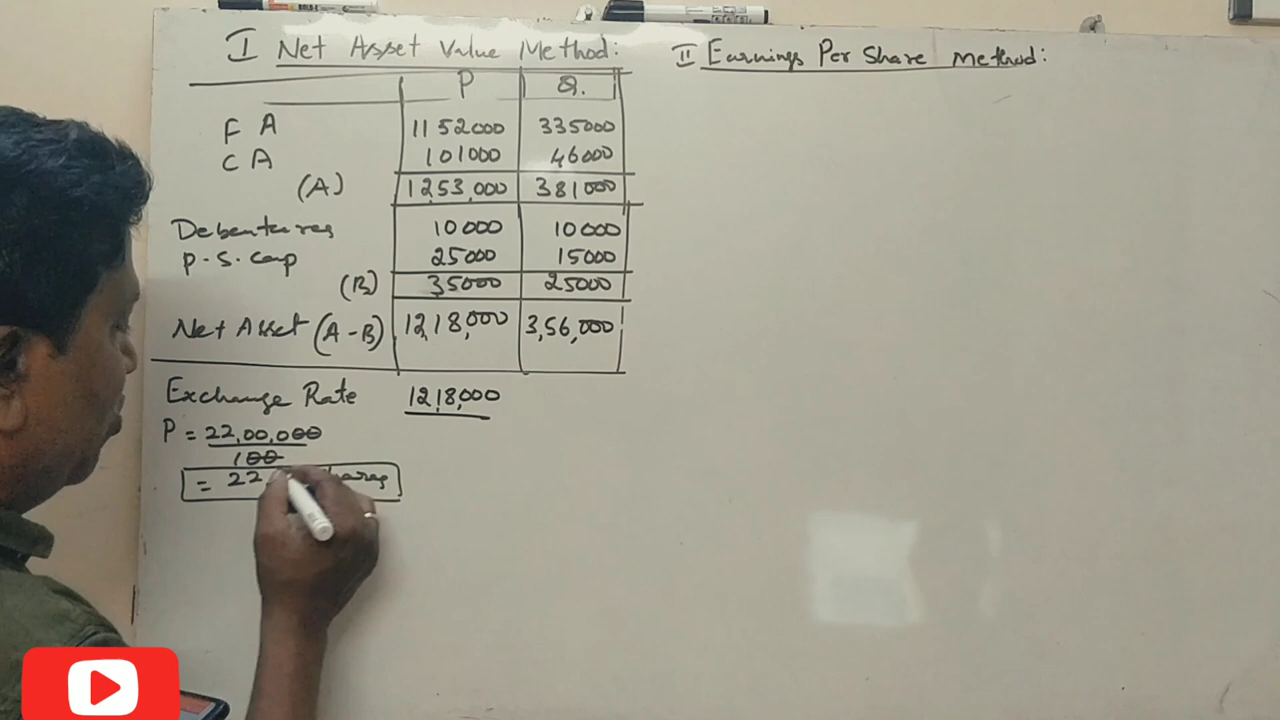 I Net Asset Value Method:
P Q.
F A 1152000 335000
C A 101000 46000
(A) 1253,000 381000
Debentures 10000 10000
P.S. Cap 25000 15000
(B) 35000 25000
Net Asset (A-B) 12,18,000 3,56,000
Exchange Rate 12,18,000
P = 22,00,000
100
= 22
II Earnings Per Share Method: